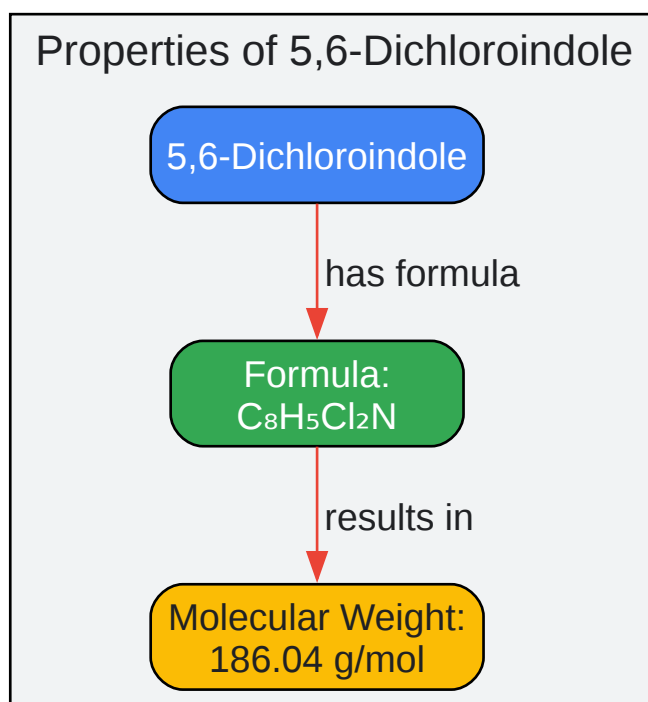 Properties of 5,6-Dichloroindole
5,6-Dichloroindole
has formula
Formula:
C₈H₅Cl₂N
results in
Molecular Weight:
186.04 g/mol